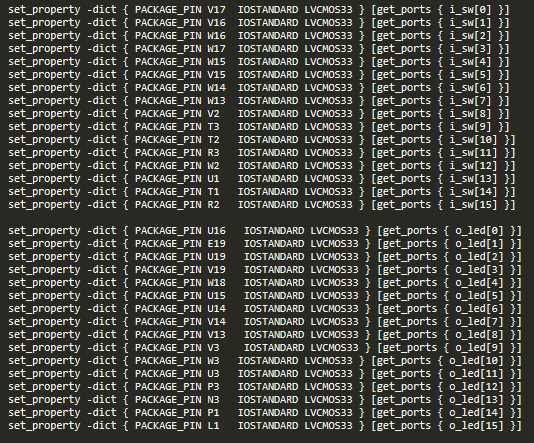 set_property -dict { PACKAGE_PIN V17   IOSTANDARD LVCMOS33 } [get_ports { i_sw[0] }]
set_property -dict { PACKAGE_PIN V16   IOSTANDARD LVCMOS33 } [get_ports { i_sw[1] }]
set_property -dict { PACKAGE_PIN W16   IOSTANDARD LVCMOS33 } [get_ports { i_sw[2] }]
set_property -dict { PACKAGE_PIN W17   IOSTANDARD LVCMOS33 } [get_ports { i_sw[3] }]
set_property -dict { PACKAGE_PIN W15   IOSTANDARD LVCMOS33 } [get_ports { i_sw[4] }]
set_property -dict { PACKAGE_PIN V15   IOSTANDARD LVCMOS33 } [get_ports { i_sw[5] }]
set_property -dict { PACKAGE_PIN W14   IOSTANDARD LVCMOS33 } [get_ports { i_sw[6] }]
set_property -dict { PACKAGE_PIN W13   IOSTANDARD LVCMOS33 } [get_ports { i_sw[7] }]
set_property -dict { PACKAGE_PIN V2    IOSTANDARD LVCMOS33 } [get_ports { i_sw[8] }]
set_property -dict { PACKAGE_PIN T3    IOSTANDARD LVCMOS33 } [get_ports { i_sw[9] }]
set_property -dict { PACKAGE_PIN T2    IOSTANDARD LVCMOS33 } [get_ports { i_sw[10] }]
set_property -dict { PACKAGE_PIN R3    IOSTANDARD LVCMOS33 } [get_ports { i_sw[11] }]
set_property -dict { PACKAGE_PIN W2    IOSTANDARD LVCMOS33 } [get_ports { i_sw[12] }]
set_property -dict { PACKAGE_PIN U1    IOSTANDARD LVCMOS33 } [get_ports { i_sw[13] }]
set_property -dict { PACKAGE_PIN T1    IOSTANDARD LVCMOS33 } [get_ports { i_sw[14] }]
set_property -dict { PACKAGE_PIN R2    IOSTANDARD LVCMOS33 } [get_ports { i_sw[15] }]

set_property -dict { PACKAGE_PIN U16   IOSTANDARD LVCMOS33 } [get_ports { o_led[0] }]
set_property -dict { PACKAGE_PIN E19   IOSTANDARD LVCMOS33 } [get_ports { o_led[1] }]
set_property -dict { PACKAGE_PIN U19   IOSTANDARD LVCMOS33 } [get_ports { o_led[2] }]
set_property -dict { PACKAGE_PIN V19   IOSTANDARD LVCMOS33 } [get_ports { o_led[3] }]
set_property -dict { PACKAGE_PIN W18   IOSTANDARD LVCMOS33 } [get_ports { o_led[4] }]
set_property -dict { PACKAGE_PIN U15   IOSTANDARD LVCMOS33 } [get_ports { o_led[5] }]
set_property -dict { PACKAGE_PIN U14   IOSTANDARD LVCMOS33 } [get_ports { o_led[6] }]
set_property -dict { PACKAGE_PIN V14   IOSTANDARD LVCMOS33 } [get_ports { o_led[7] }]
set_property -dict { PACKAGE_PIN V13   IOSTANDARD LVCMOS33 } [get_ports { o_led[8] }]
set_property -dict { PACKAGE_PIN V3    IOSTANDARD LVCMOS33 } [get_ports { o_led[9] }]
set_property -dict { PACKAGE_PIN W3   IOSTANDARD LVCMOS33 } [get_ports { o_led[10] }]
set_property -dict { PACKAGE_PIN U3   IOSTANDARD LVCMOS33 } [get_ports { o_led[11] }]
set_property -dict { PACKAGE_PIN P3   IOSTANDARD LVCMOS33 } [get_ports { o_led[12] }]
set_property -dict { PACKAGE_PIN N3   IOSTANDARD LVCMOS33 } [get_ports { o_led[13] }]
set_property -dict { PACKAGE_PIN P1   IOSTANDARD LVCMOS33 } [get_ports { o_led[14] }]
set_property -dict { PACKAGE_PIN L1   IOSTANDARD LVCMOS33 } [get_ports { o_led[15] }]